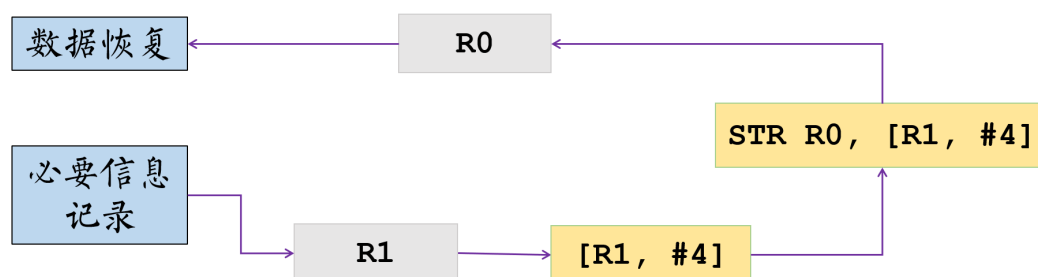 数据恢复
R0
STR R0, [R1, #4]
必要信息
记录
R1
[R1, #4]